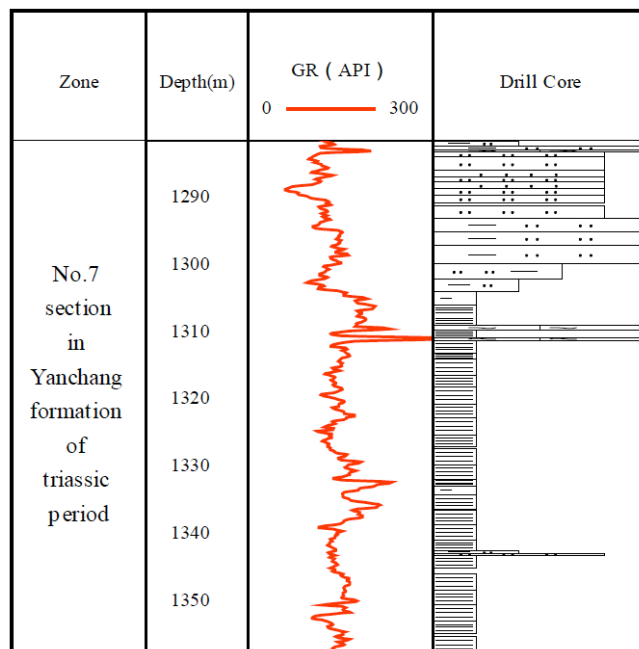 Zone
Depth(m)
GR ( API )
0 300
Drill Core
No.7
section
in
Yanchang
formation
of
triassic
period
1290
1300
1310
1320
1330
1340
1350